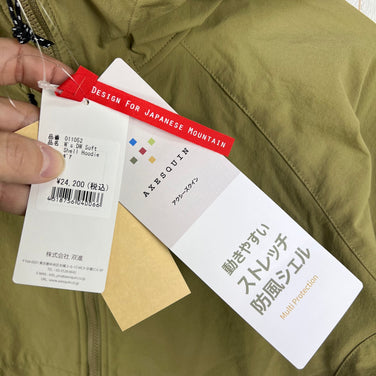 DESIGN FOR JAPANESE MOUNTAIN
品番 011052
品名 W's DW Soft
Shell Hoodie
¥24,200(税込)
株式会社 双進
AXESQUIN
アクシーズクイン
動きやすい
ストレッチ
防風シェル
Multi Protection